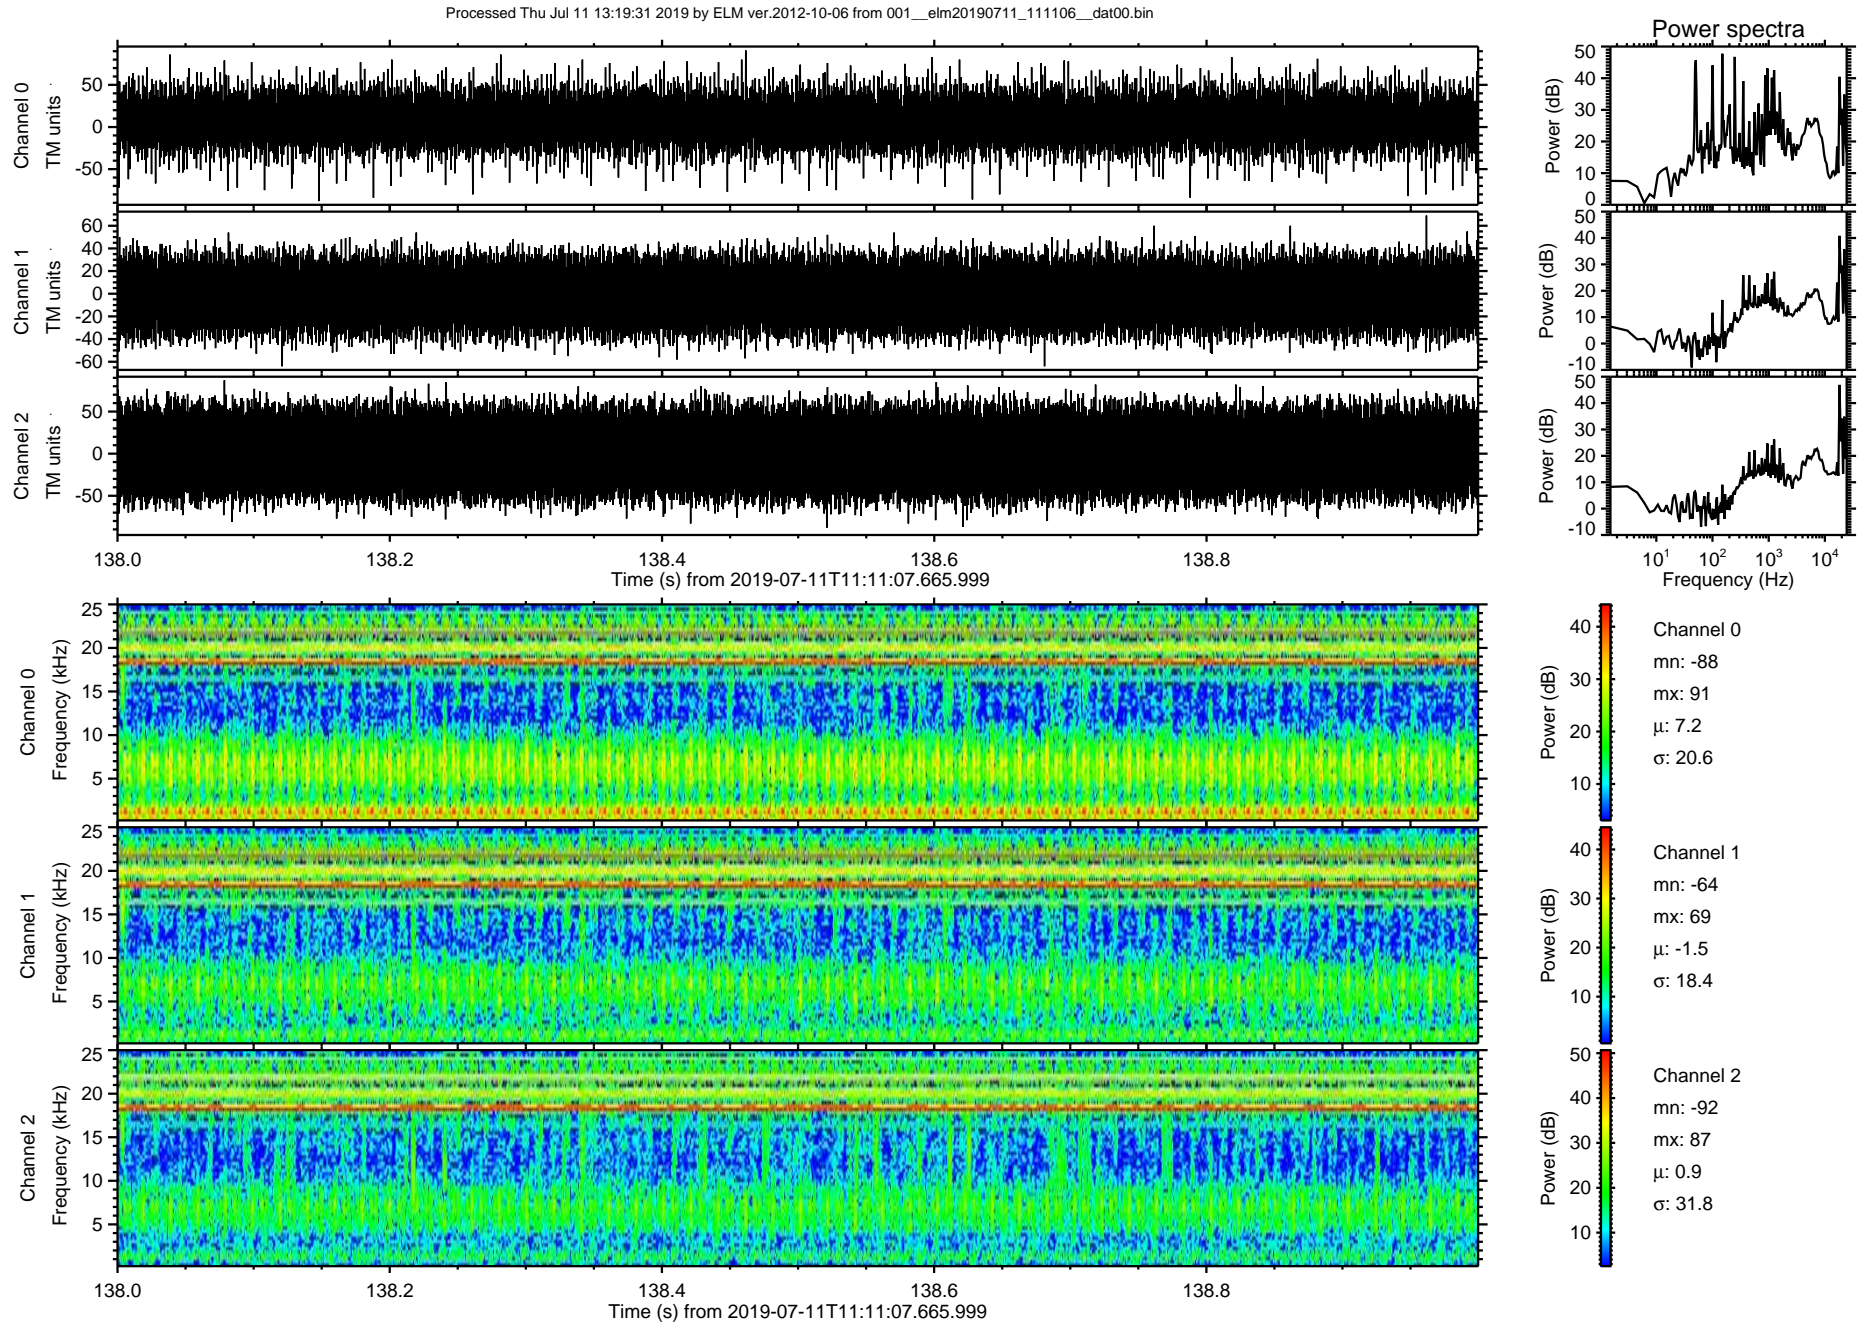 Processed Thu Jul 11 13:19:31 2019 by ELM ver.2012-10-06 from 001__elm20190711_111106__dat00.bin
Power spectra
Channel 0
TM units
50
0
-50
Power (dB)
50
40
30
20
10
0
Channel 1
TM units
60
40
20
0
-20
-40
-60
Power (dB)
50
40
30
20
10
0
-10
Channel 2
TM units
50
0
-50
Power (dB)
50
40
30
20
10
0
-10
138.0 138.2 138.4 138.6 138.8
Time (s) from 2019-07-11T11:11:07.665.999
10¹ 10² 10³ 10⁴
Frequency (Hz)
Channel 0
Frequency (kHz)
25
20
15
10
5
Power (dB)
40
30
20
10
Channel 0
mn: -88
mx: 91
μ: 7.2
σ: 20.6
Channel 1
Frequency (kHz)
25
20
15
10
5
Power (dB)
40
30
20
10
Channel 1
mn: -64
mx: 69
μ: -1.5
σ: 18.4
Channel 2
Frequency (kHz)
25
20
15
10
5
Power (dB)
50
40
30
20
10
Channel 2
mn: -92
mx: 87
μ: 0.9
σ: 31.8
138.0 138.2 138.4 138.6 138.8
Time (s) from 2019-07-11T11:11:07.665.999